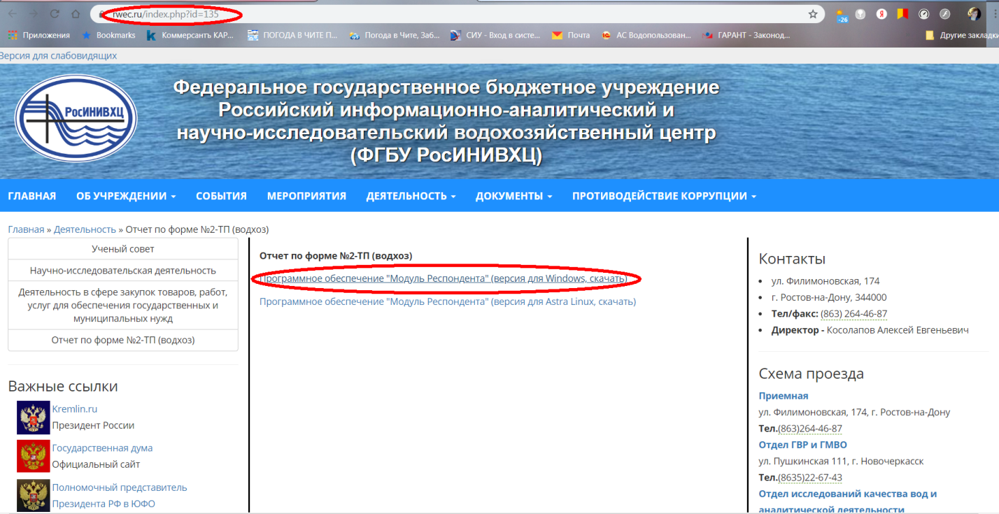 rwec.ru/index.php?id=135
-26
Я
Приложения
Bookmarks
Коммерсантъ КАР...
ПОГОДА В ЧИТЕ П...
Погода в Чите, Заб...
СИУ - Вход в систе...
Почта
АС Водопользован...
ГАРАНТ - Законод...
Другие закладки
Версия для слабовидящих
РосИНИВХЦ
Федеральное государственное бюджетное учреждение
Российский информационно-аналитический и
научно-исследовательский водохозяйственный центр
(ФГБУ РосИНИВХЦ)
ГЛАВНАЯ
ОБ УЧРЕЖДЕНИИ
СОБЫТИЯ
МЕРОПРИЯТИЯ
ДЕЯТЕЛЬНОСТЬ
ДОКУМЕНТЫ
ПРОТИВОДЕЙСТВИЕ КОРРУПЦИИ
Главная » Деятельность » Отчет по форме №2-ТП (водхоз)
Ученый совет
Научно-исследовательская деятельность
Деятельность в сфере закупок товаров, работ,
услуг для обеспечения государственных и
муниципальных нужд
Отчет по форме №2-ТП (водхоз)
Важные ссылки
Kremlin.ru
Президент России
Государственная дума
Официальный сайт
Полномочный представитель
Президента РФ в ЮФО
Отчет по форме №2-ТП (водхоз)
Программное обеспечение "Модуль Респондента" (версия для Windows, скачать)
Программное обеспечение "Модуль Респондента" (версия для Astra Linux, скачать)
Контакты
• ул. Филимоновская, 174
• г. Ростов-на-Дону, 344000
• Тел/факс: (863) 264-46-87
• Директор - Косолапов Алексей Евгеньевич
Схема проезда
Приемная
ул. Филимоновская, 174, г. Ростов-на-Дону
Тел.(863)264-46-87
Отдел ГВР и ГМВО
ул. Пушкинская 111, г. Новочеркасск
Тел.(8635)22-67-43
Отдел исследований качества вод и
аналитической деятельности